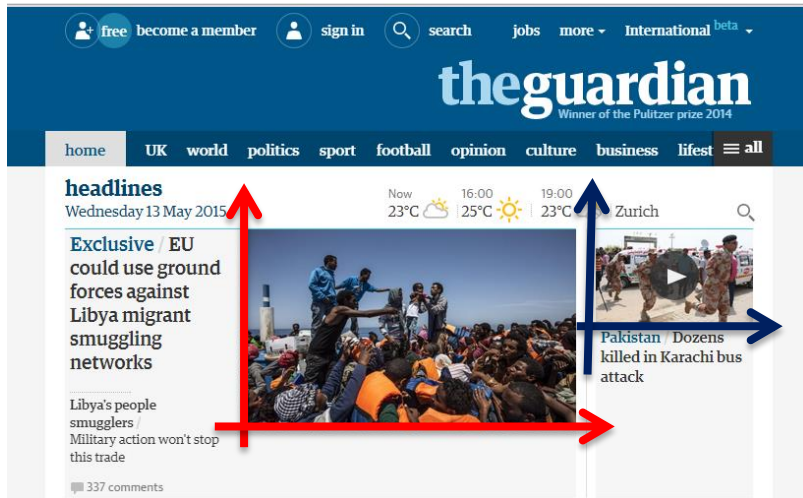 free become a member sign in search jobs more International beta
theguardian
Winner of the Pulitzer prize 2014
home UK world politics sport football opinion culture business lifest all
headlines
Wednesday 13 May 2015
Now 16:00 19:00
23°C 25°C 23°C Zurich
Exclusive / EU
could use ground
forces against
Libya migrant
smuggling
networks
Libya's people
smugglers /
Military action won't stop
this trade
337 comments
Pakistan / Dozens
killed in Karachi bus
attack